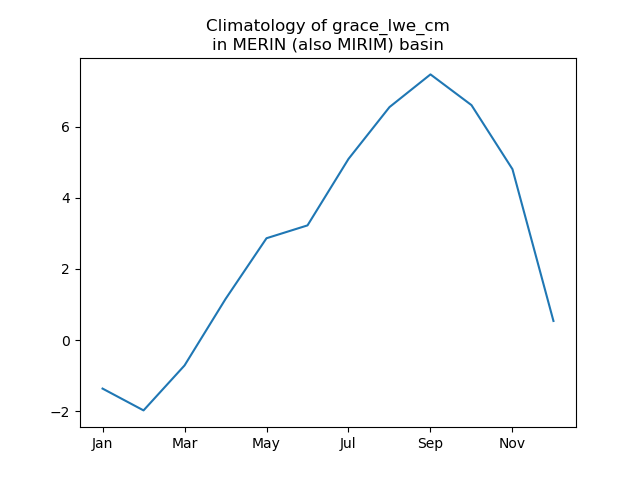 Climatology of grace_lwe_cm
in MERIN (also MIRIM) basin
6
4
2
0
−2
Jan Mar May Jul Sep Nov